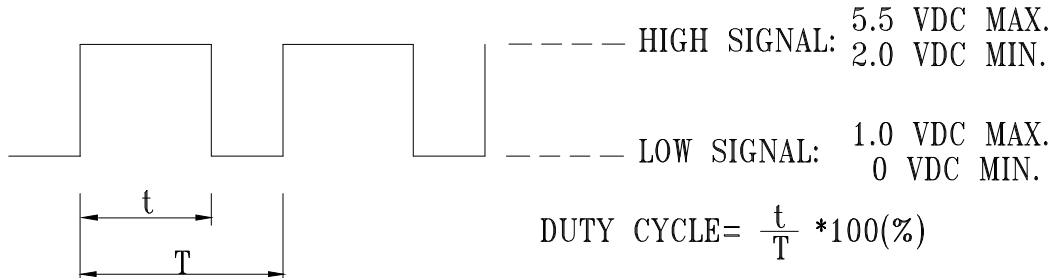 HIGH SIGNAL: 5.5 VDC MAX.
2.0 VDC MIN.
LOW SIGNAL: 1.0 VDC MAX.
0 VDC MIN.
t
T
DUTY CYCLE= t/T *100(%)